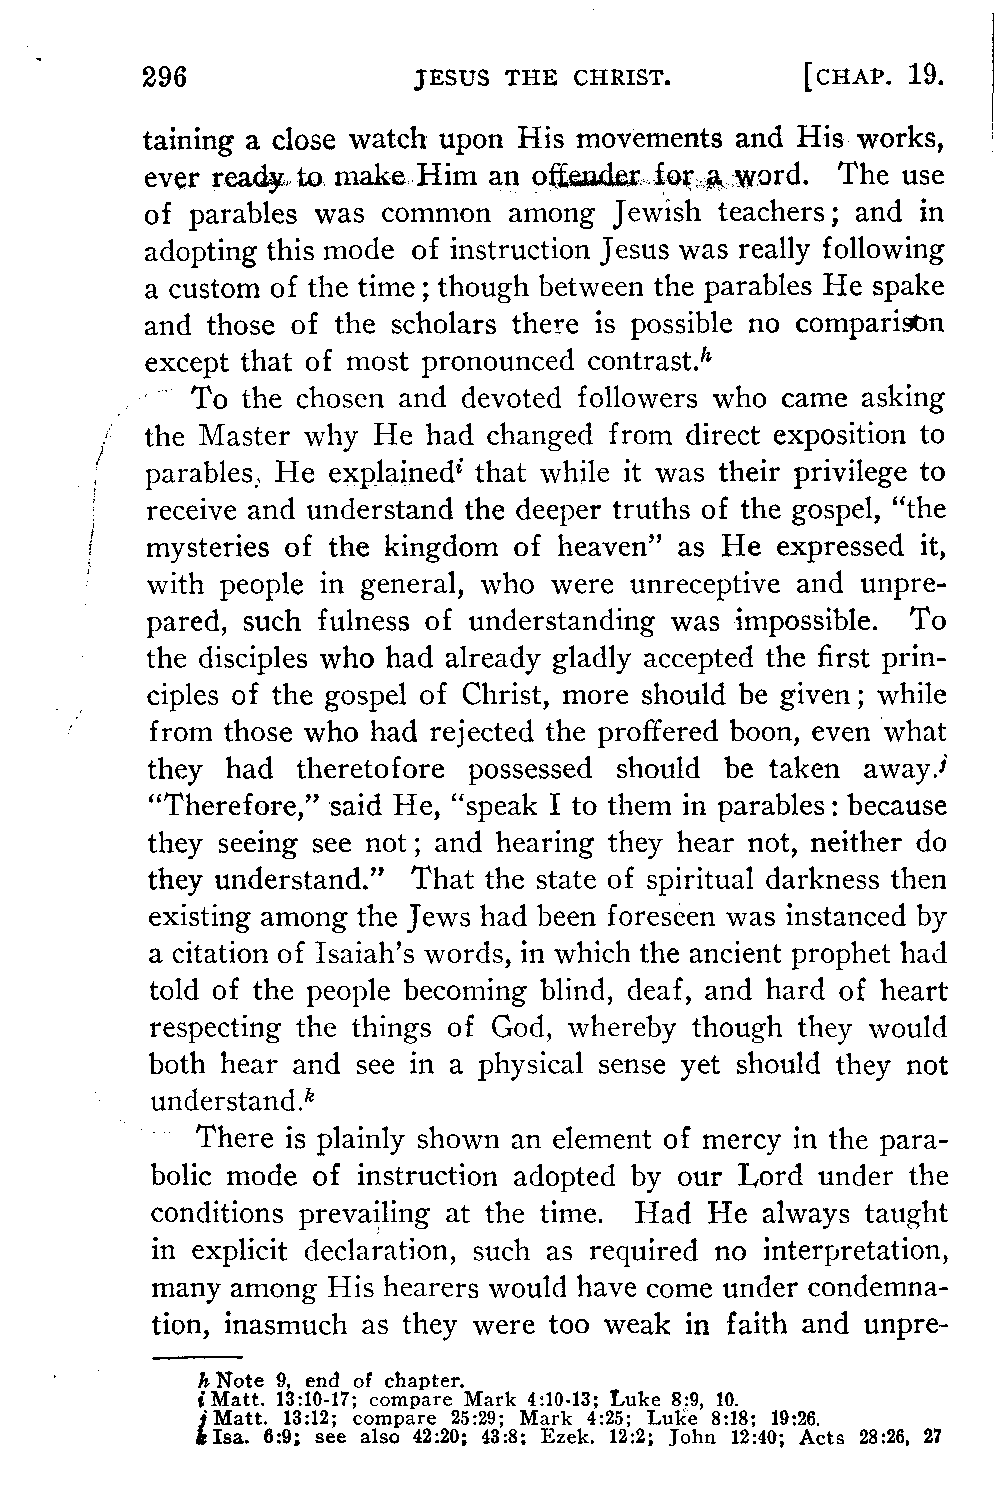 296 JESUS THE CHRIST. [CHAP. 19.
taining a close watch upon His movements and His works,
ever ready to make Him an offender for a word. The use
of parables was common among Jewish teachers; and in
adopting this mode of instruction Jesus was really following
a custom of the time; though between the parables He spake
and those of the scholars there is possible no comparison
except that of most pronounced contrast.h
To the chosen and devoted followers who came asking
the Master why He had changed from direct exposition to
parables, He explainedi that while it was their privilege to
receive and understand the deeper truths of the gospel, “the
mysteries of the kingdom of heaven” as He expressed it,
with people in general, who were unreceptive and unpre-
pared, such fulness of understanding was impossible. To
the disciples who had already gladly accepted the first prin-
ciples of the gospel of Christ, more should be given; while
from those who had rejected the proffered boon, even what
they had theretofore possessed should be taken away.j
“Therefore,” said He, “speak I to them in parables: because
they seeing see not; and hearing they hear not, neither do
they understand.” That the state of spiritual darkness then
existing among the Jews had been foreseen was instanced by
a citation of Isaiah’s words, in which the ancient prophet had
told of the people becoming blind, deaf, and hard of heart
respecting the things of God, whereby though they would
both hear and see in a physical sense yet should they not
understand.k
There is plainly shown an element of mercy in the para-
bolic mode of instruction adopted by our Lord under the
conditions prevailing at the time. Had He always taught
in explicit declaration, such as required no interpretation,
many among His hearers would have come under condemna-
tion, inasmuch as they were too weak in faith and unpre-
h Note 9, end of chapter.
i Matt. 13:10-17; compare Mark 4:10-13; Luke 8:9, 10.
j Matt. 13:12; compare 25:29; Mark 4:25; Luke 8:18; 19:26.
k Isa. 6:9; see also 42:20; 43:8; Ezek. 12:2; John 12:40; Acts 28:26, 27